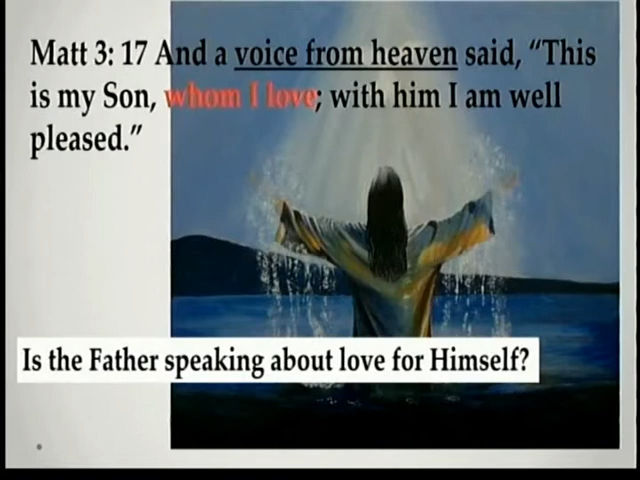 Matt 3: 17 And a voice from heaven said, “This
is my Son, whom I love; with him I am well
pleased.”
Is the Father speaking about love for Himself?